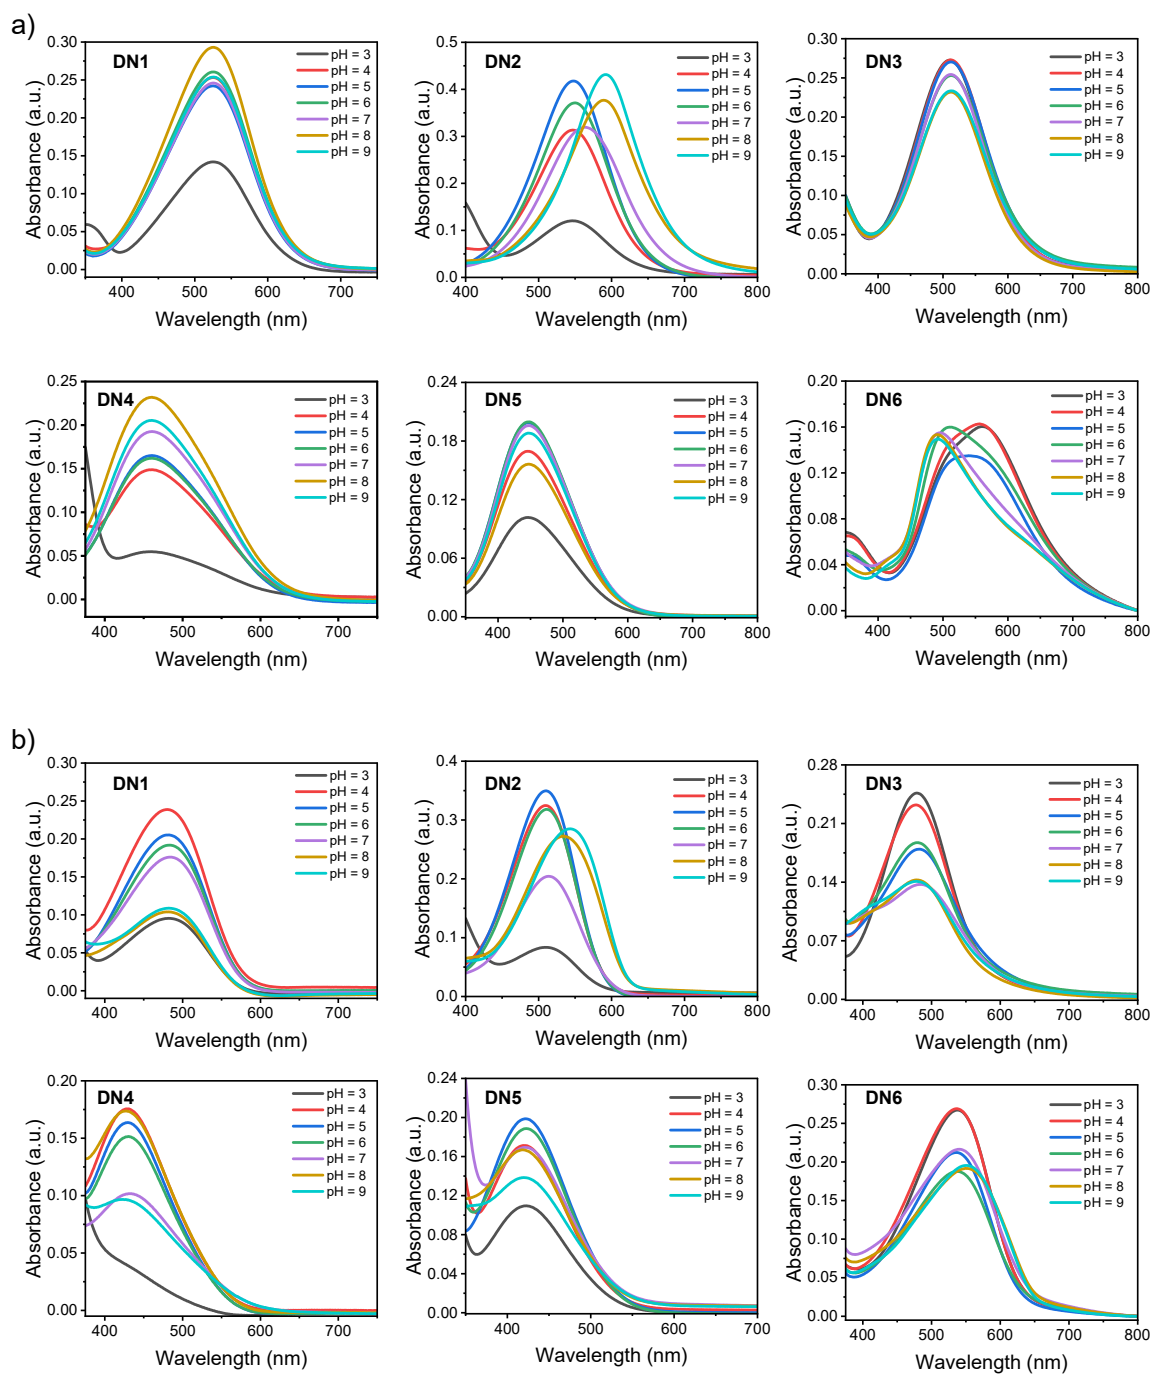 a)
DN1
0.30
0.25
0.20
0.15
0.10
0.05
0.00
Absorbance (a.u.)
400 500 600 700
Wavelength (nm)
pH = 3
pH = 4
pH = 5
pH = 6
pH = 7
pH = 8
pH = 9
DN2
0.5
0.4
0.3
0.2
0.1
0.0
Absorbance (a.u.)
400 500 600 700 800
Wavelength (nm)
pH = 3
pH = 4
pH = 5
pH = 6
pH = 7
pH = 8
pH = 9
DN3
0.30
0.25
0.20
0.15
0.10
0.05
0.00
Absorbance (a.u.)
400 500 600 700 800
Wavelength (nm)
pH = 3
pH = 4
pH = 5
pH = 6
pH = 7
pH = 8
pH = 9
DN4
0.25
0.20
0.15
0.10
0.05
0.00
Absorbance (a.u.)
400 500 600 700
Wavelength (nm)
pH = 3
pH = 4
pH = 5
pH = 6
pH = 7
pH = 8
pH = 9
DN5
0.24
0.18
0.12
0.06
0.00
Absorbance (a.u.)
400 500 600 700 800
Wavelength (nm)
pH = 3
pH = 4
pH = 5
pH = 6
pH = 7
pH = 8
pH = 9
DN6
0.20
0.16
0.12
0.08
0.04
0.00
Absorbance (a.u.)
400 500 600 700 800
Wavelength (nm)
pH = 3
pH = 4
pH = 5
pH = 6
pH = 7
pH = 8
pH = 9
b)
DN1
0.30
0.25
0.20
0.15
0.10
0.05
0.00
Absorbance (a.u.)
400 500 600 700
Wavelength (nm)
pH = 3
pH = 4
pH = 5
pH = 6
pH = 7
pH = 8
pH = 9
DN2
0.4
0.3
0.2
0.1
0.0
Absorbance (a.u.)
400 500 600 700 800
Wavelength (nm)
pH = 3
pH = 4
pH = 5
pH = 6
pH = 7
pH = 8
pH = 9
DN3
0.28
0.21
0.14
0.07
0.00
Absorbance (a.u.)
400 500 600 700 800
Wavelength (nm)
pH = 3
pH = 4
pH = 5
pH = 6
pH = 7
pH = 8
pH = 9
DN4
0.20
0.15
0.10
0.05
0.00
Absorbance (a.u.)
400 500 600 700
Wavelength (nm)
pH = 3
pH = 4
pH = 5
pH = 6
pH = 7
pH = 8
pH = 9
DN5
0.24
0.20
0.16
0.12
0.08
0.04
0.00
Absorbance (a.u.)
400 500 600 700
Wavelength (nm)
pH = 3
pH = 4
pH = 5
pH = 6
pH = 7
pH = 8
pH = 9
DN6
0.30
0.25
0.20
0.15
0.10
0.05
0.00
Absorbance (a.u.)
400 500 600 700 800
Wavelength (nm)
pH = 3
pH = 4
pH = 5
pH = 6
pH = 7
pH = 8
pH = 9